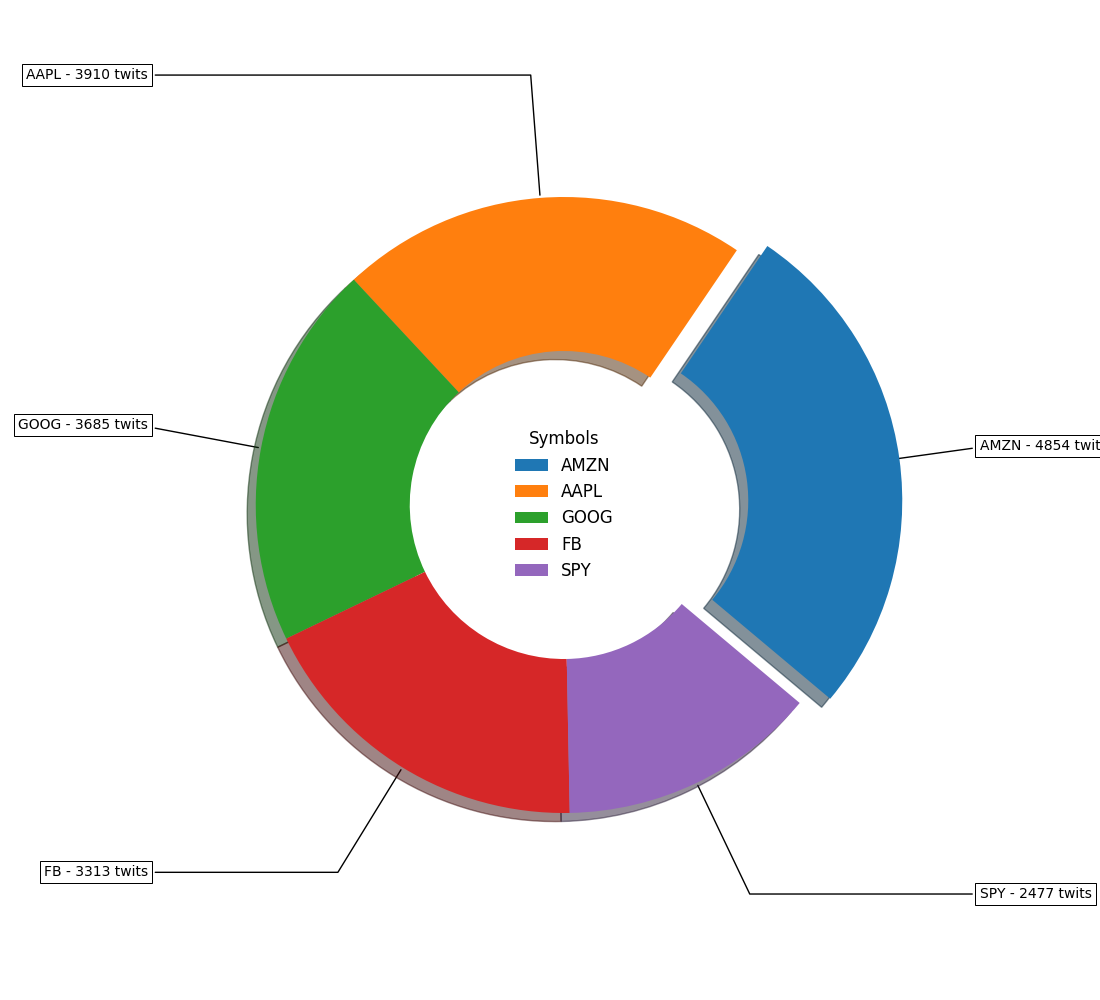 AAPL - 3910 twits
GOOG - 3685 twits
Symbols
AMZN
AAPL
GOOG
FB
SPY
AMZN - 4854 twit
FB - 3313 twits
SPY - 2477 twits